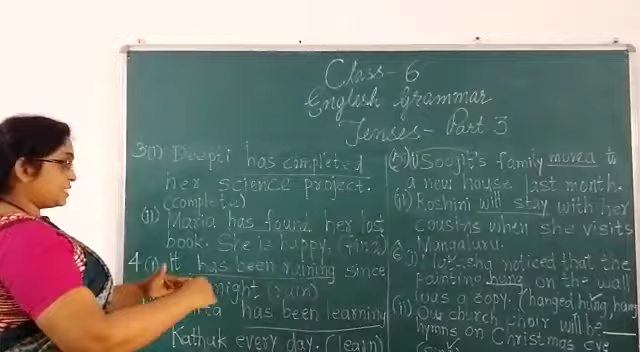 Class - 6
English Grammar
Tenses - Part 3
3(i) Deepti has completed
her science project.
(complete)
(ii) Maria has found her lost
book. She is happy. (find)
4(i) It has been raining since
night (rain)
has been learning
Kathak every day. (learn)
Soojit's family moved to
a new house last month.
(ii) Roshini will stay with her
cousins when she visits
Mangaluru.
6(i) noticed that the
painting hung on the wall
was a copy. (hanged, hung, hang
(ii) Our church choir will be
hymns on Christmas eve